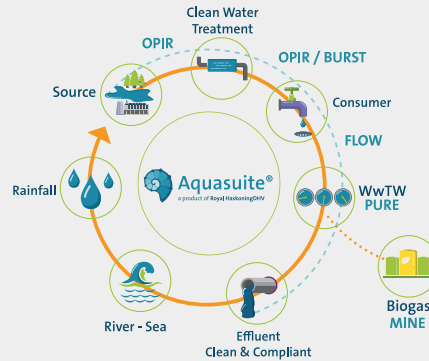 Clean Water
Treatment
OPIR
OPIR / BURST
Source
Consumer
FLOW
Aquasuite®
a product of Royal HaskoningDHV
Rainfall
WwTW
PURE
River - Sea
Biogas
MINE
Effluent
Clean & Compliant